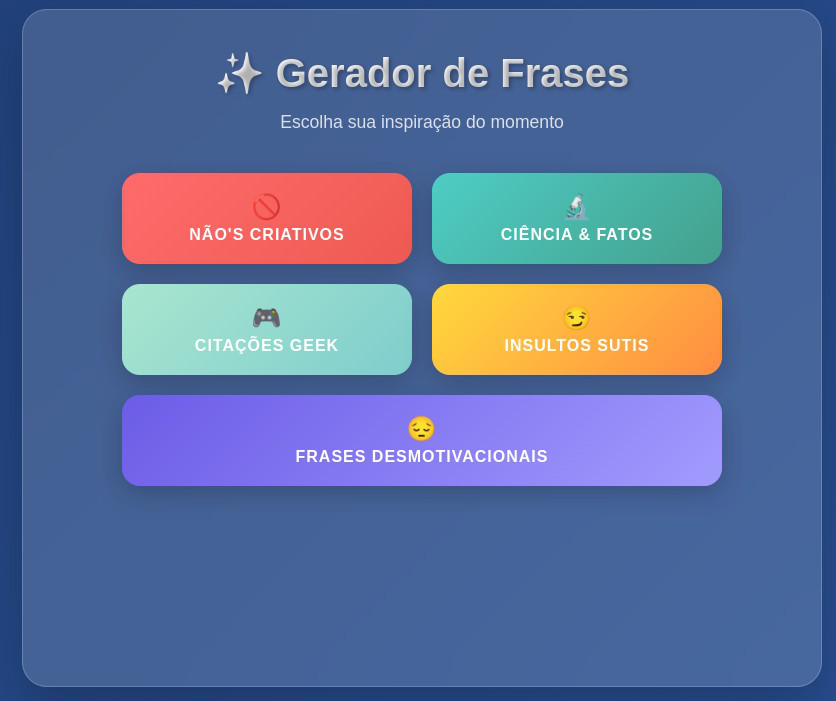 ✨ Gerador de Frases
Escolha sua inspiração do momento
NÃO'S CRIATIVOS
CIÊNCIA & FATOS
CITAÇÕES GEEK
INSULTOS SUTIS
FRASES DESMOTIVACIONAIS